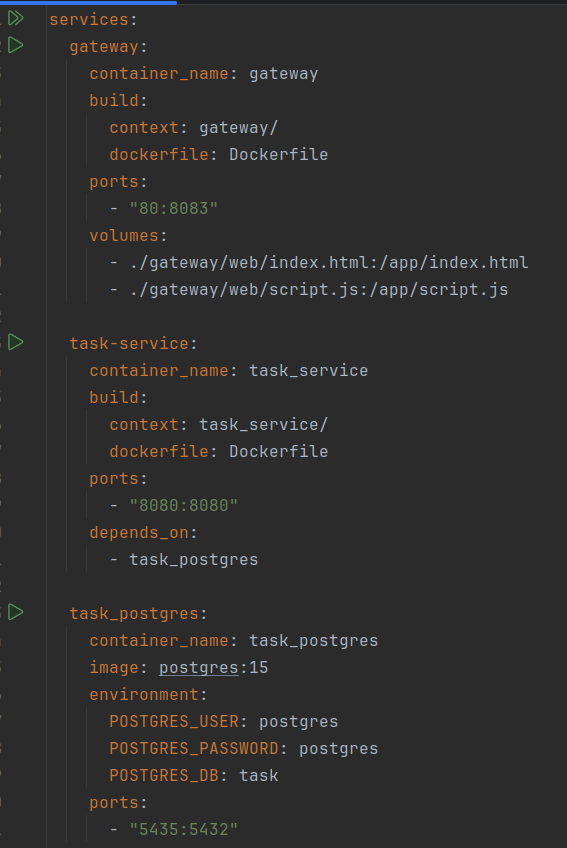 services:
  gateway:
    container_name: gateway
    build:
      context: gateway/
      dockerfile: Dockerfile
    ports:
      - "80:8083"
    volumes:
      - ./gateway/web/index.html:/app/index.html
      - ./gateway/web/script.js:/app/script.js

  task-service:
    container_name: task_service
    build:
      context: task_service/
      dockerfile: Dockerfile
    ports:
      - "8080:8080"
    depends_on:
      - task_postgres

  task_postgres:
    container_name: task_postgres
    image: postgres:15
    environment:
      POSTGRES_USER: postgres
      POSTGRES_PASSWORD: postgres
      POSTGRES_DB: task
    ports:
      - "5435:5432"